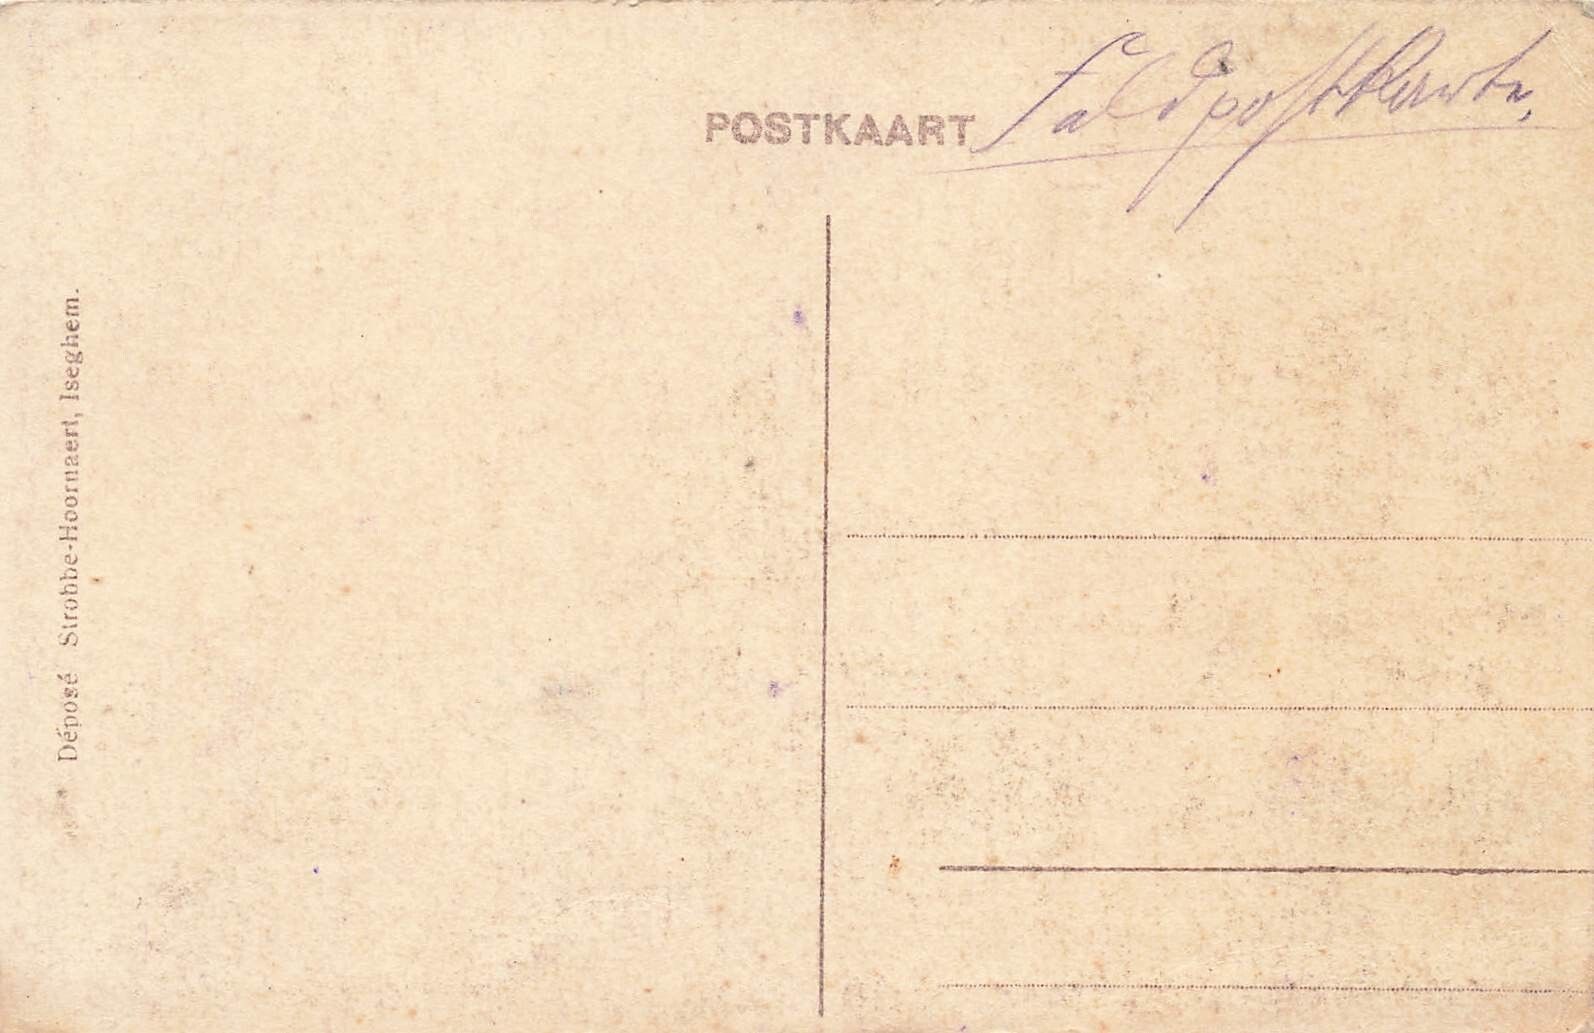 Feldpostkarte,
POSTKAART
Déposé Strobbe-Hoornaert, Iseghem.